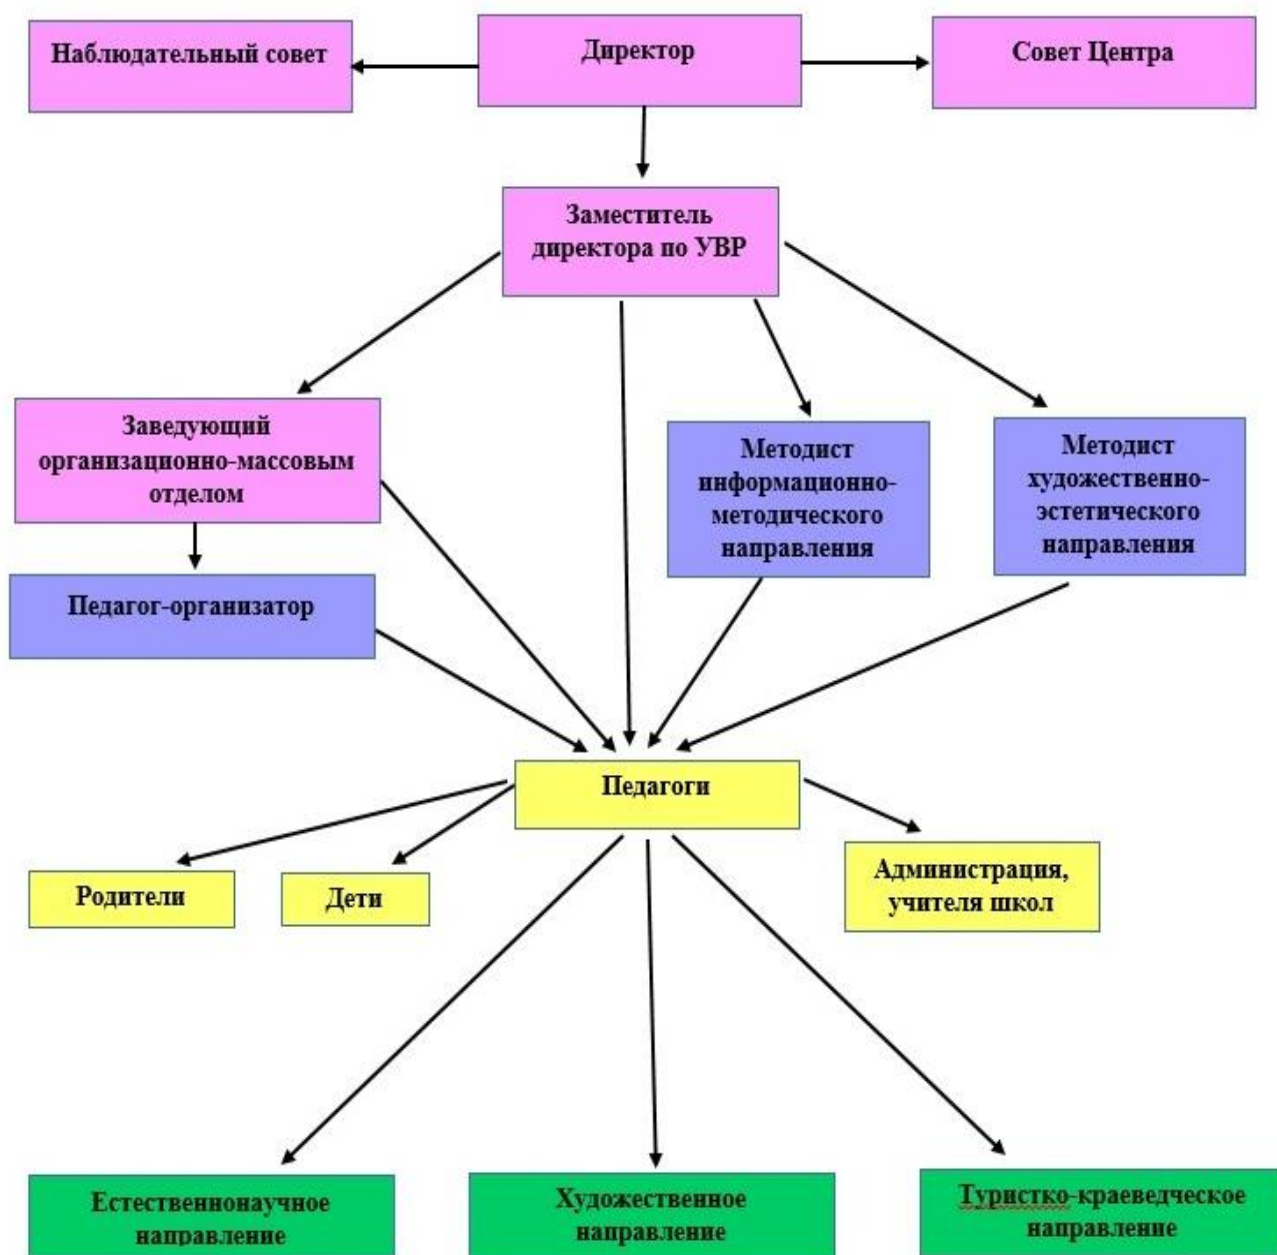 Наблюдательный совет
Директор
Совет Центра
Заместитель
директора по УВР
Заведующий
организационно-массовым
отделом
Методист
информационно-
методического
направления
Методист
художественно-
эстетического
направления
Педагог-организатор
Педагоги
Родители
Дети
Администрация,
учителя школ
Естественнонаучное
направление
Художественное
направление
Туристко-краеведческое
направление